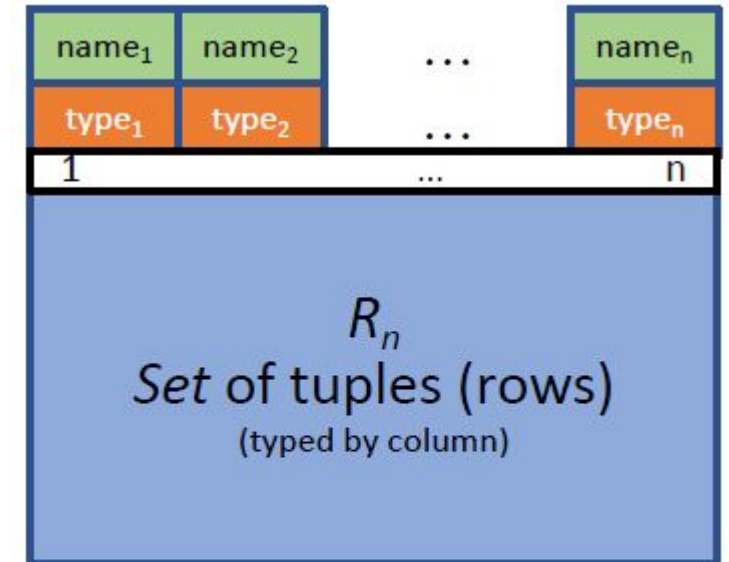 name₁ name₂ ... nameₙ
type₁ type₂ ... typeₙ
1 ... n
Rₙ
Set of tuples (rows)
(typed by column)